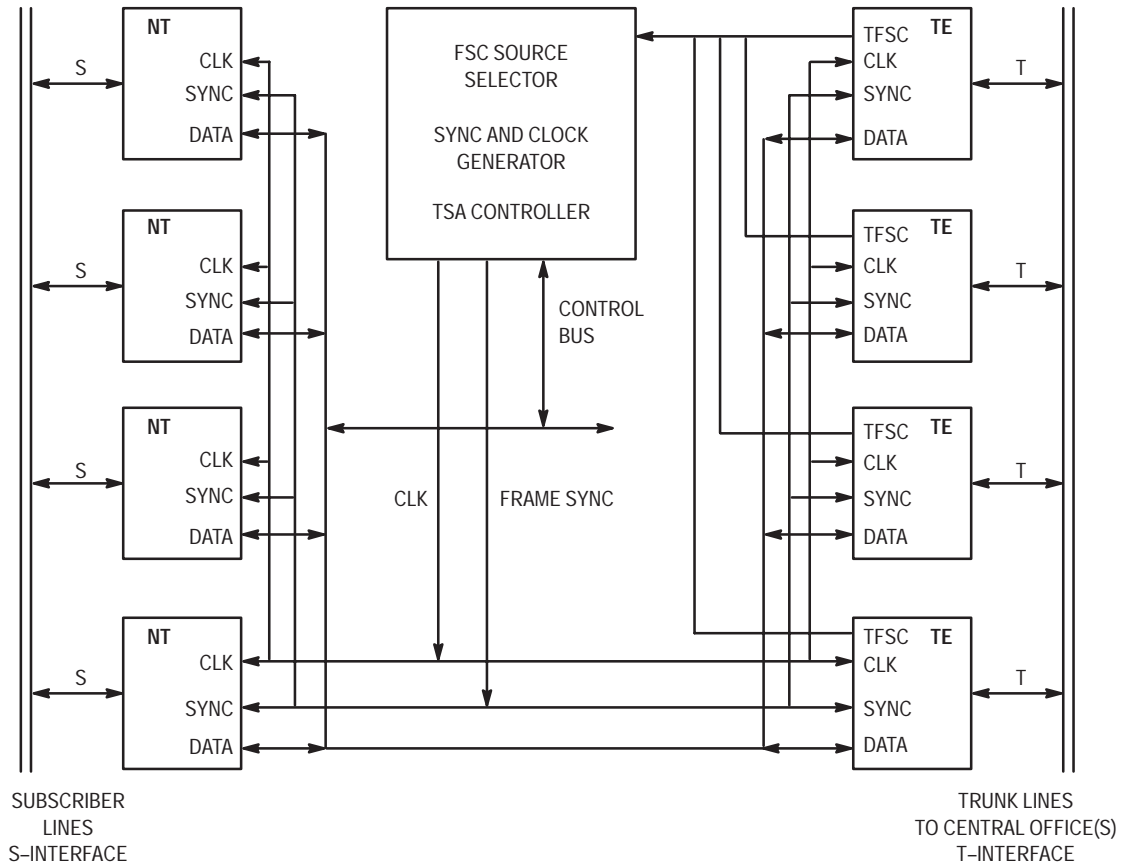 NT
CLK
SYNC
DATA
S
FSC SOURCE
SELECTOR
SYNC AND CLOCK
GENERATOR
TSA CONTROLLER
TFSC
TE
CLK
SYNC
DATA
T
NT
CLK
SYNC
DATA
S
CONTROL
BUS
TFSC
TE
CLK
SYNC
DATA
T
NT
CLK
SYNC
DATA
S
CLK
FRAME SYNC
TFSC
TE
CLK
SYNC
DATA
T
NT
CLK
SYNC
DATA
S
TFSC
TE
CLK
SYNC
DATA
T
SUBSCRIBER
LINES
S–INTERFACE
TRUNK LINES
TO CENTRAL OFFICE(S)
T–INTERFACE